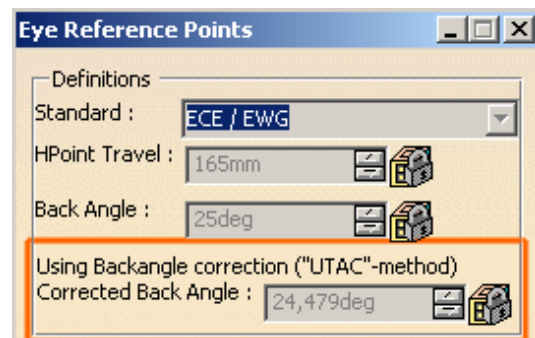 Eye Reference Points
Definitions
Standard : ECE / EWG
HPoint Travel : 165mm
Back Angle : 25deg
Using Backangle correction ("UTAC"-method)
Corrected Back Angle : 24,479deg